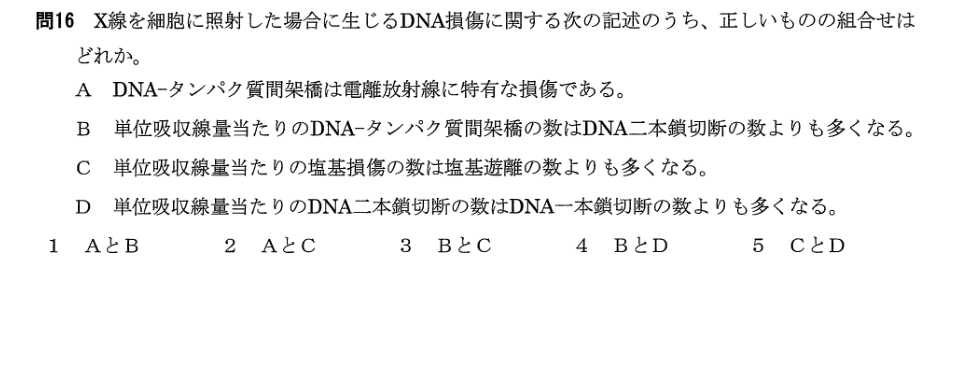 問16　X線を細胞に照射した場合に生じるDNA損傷に関する次の記述のうち、正しいものの組合せは
どれか。
A　DNA−タンパク質間架橋は電離放射線に特有な損傷である。
B　単位吸収線量当たりのDNA−タンパク質間架橋の数はDNA二本鎖切断の数よりも多くなる。
C　単位吸収線量当たりの塩基損傷の数は塩基遊離の数よりも多くなる。
D　単位吸収線量当たりのDNA二本鎖切断の数はDNA一本鎖切断の数よりも多くなる。
1　AとB　2　AとC　3　BとC　4　BとD　5　CとD